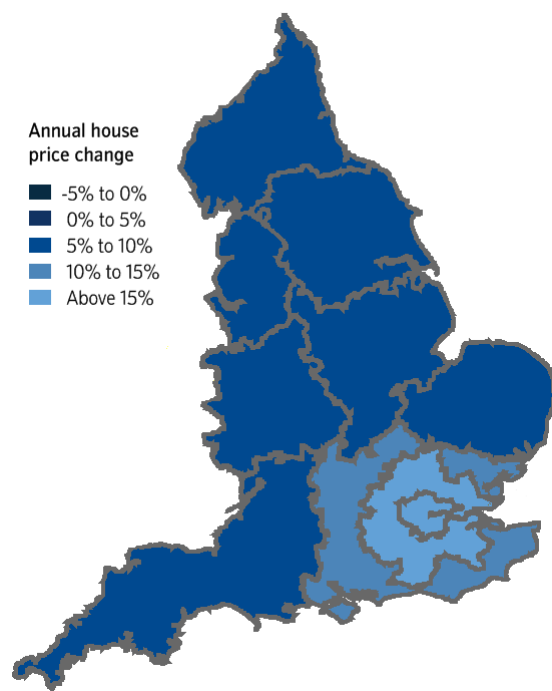 Annual house
price change
-5% to 0%
0% to 5%
5% to 10%
10% to 15%
Above 15%